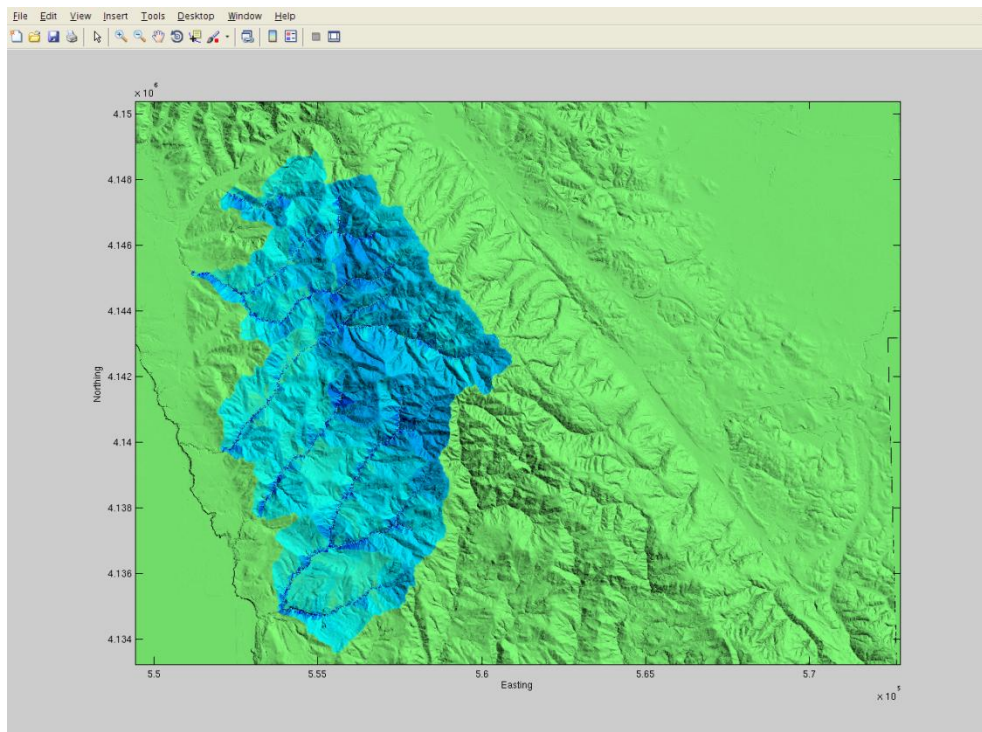 File Edit View Insert Tools Desktop Window Help
× 10^6
4.15
4.148
4.146
4.144
4.142
4.14
4.138
4.136
4.134
Northing
5.5 5.55 5.6 5.65 5.7
Easting
× 10^5